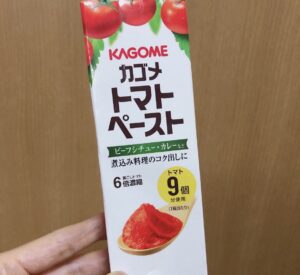 KAGOME
カゴメ
トマト
ペースト
ビーフシチュー・カレーなど
煮込み料理のコク出しに
6倍濃縮
トマト
9個
分使用